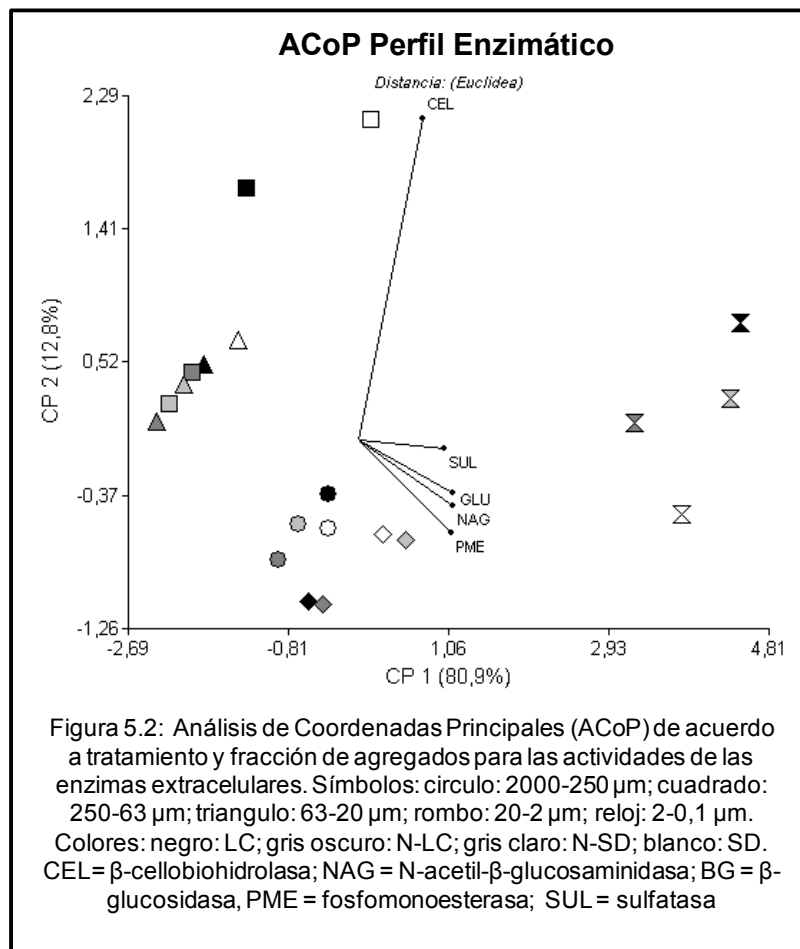 ACoP Perfil Enzimático
Distancia: (Euclídea)
2,29
CEL
1,41
CP 2 (12,8%)
0,52
SUL
-0,37
GLU
NAG
PME
-1,26
-2,69
-0,81
1,06
2,93
4,81
CP 1 (80,9%)
Figura 5.2: Análisis de Coordenadas Principales (ACoP) de acuerdo
a tratamiento y fracción de agregados para las actividades de las
enzimas extracelulares. Símbolos: circulo: 2000-250 µm; cuadrado:
250-63 µm; triangulo: 63-20 µm; rombo: 20-2 µm; reloj: 2-0,1 µm.
Colores: negro: LC; gris oscuro: N-LC; gris claro: N-SD; blanco: SD.
CEL= β-cellobiohidrolasa; NAG = N-acetil-β-glucosaminidasa; BG = β-
glucosidasa, PME = fosfomonoesterasa; SUL = sulfatasa